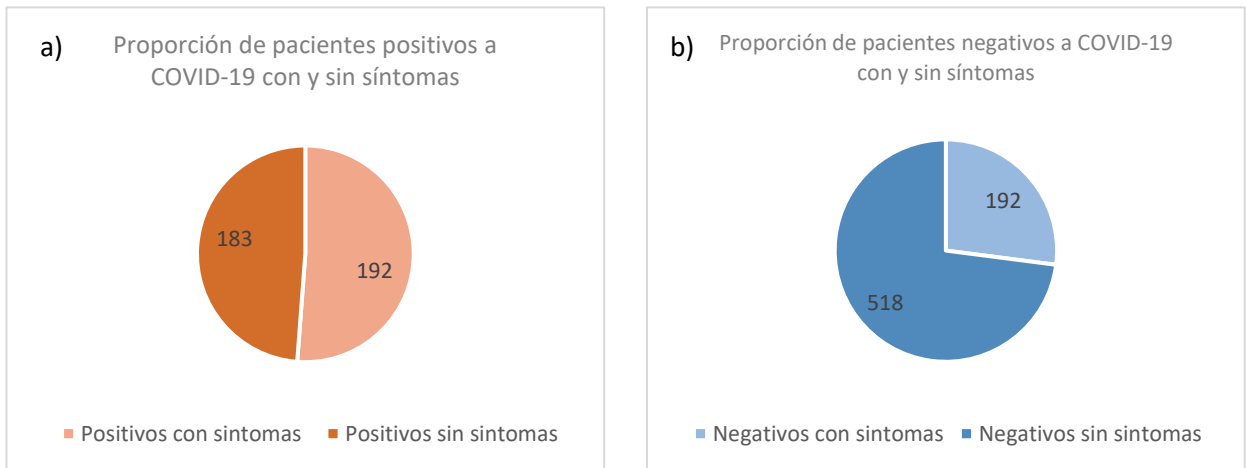 a)
Proporción de pacientes positivos a
COVID-19 con y sin síntomas
183
192
Positivos con sintomas
Positivos sin sintomas
b)
Proporción de pacientes negativos a COVID-19
con y sin síntomas
192
518
Negativos con sintomas
Negativos sin sintomas